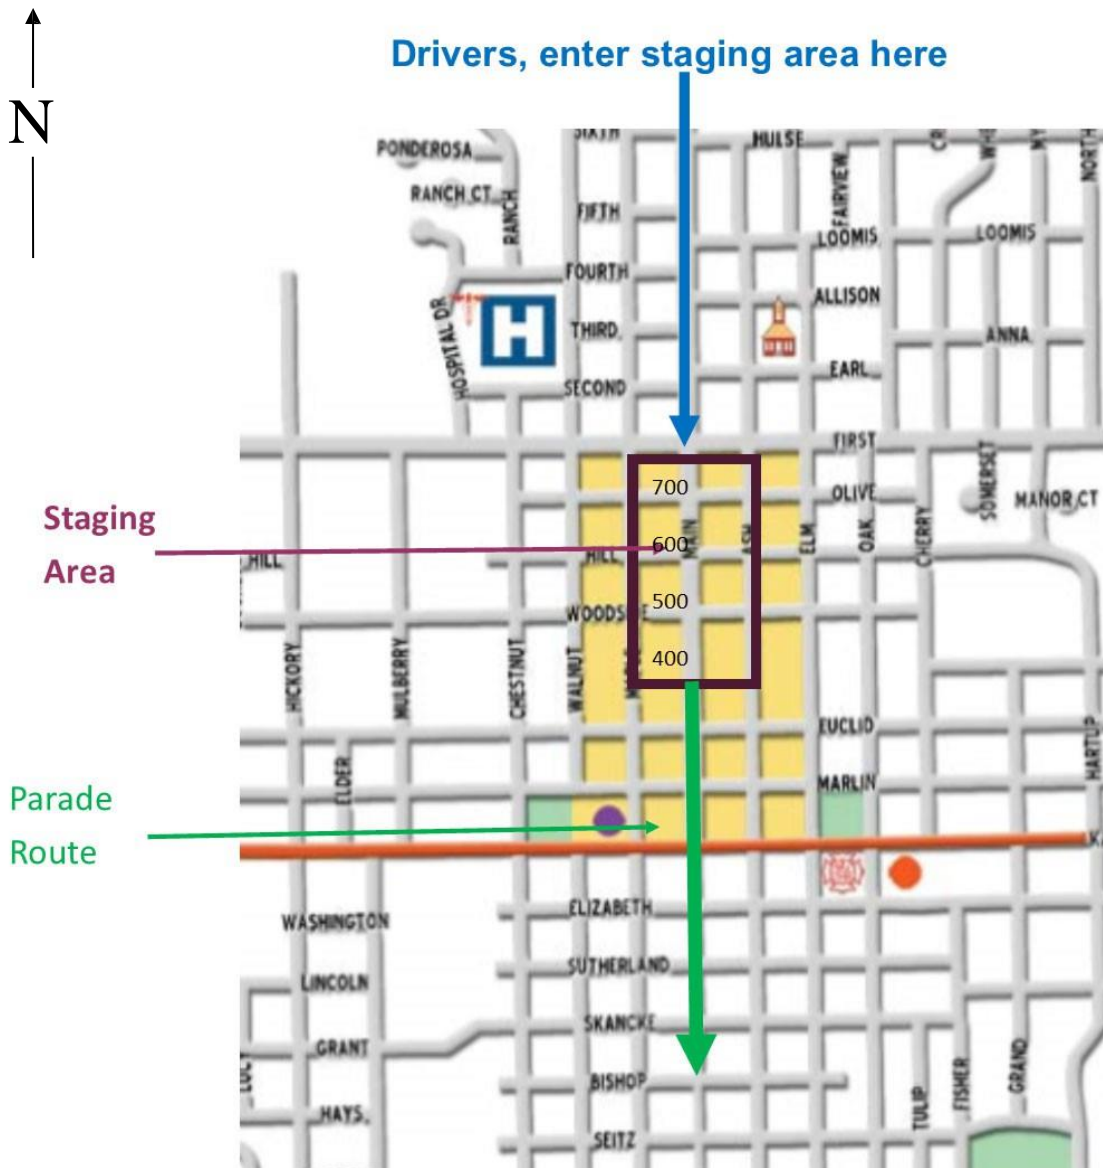 Drivers, enter staging area here
N
SIXTH
HULSE
PONDEROSA
FAIRVIEW
NORTH
RANCH CT.
RANCH
FIFTH
LOOMIS
LOOMIS
FOURTH
ALLISON
HOSPITAL DR
H
THIRD
ANNA
EARL
SECOND
FIRST
700
OLIVE
SOMERSET
MANOR CT
Staging
Area
MAIN
ASH
ELM
OAK
CHERRY
600
HILL
HILL
500
WOODSIDE
400
HICKORY
MULBERRY
CHESTNUT
WALNUT
EUCLID
HARTUP
ELDER
MARLIN
Parade
Route
WASHINGTON
ELIZABETH
LINCOLN
SUTHERLAND
SKANCKE
GRANT
BISHOP
TULIP
FISHER
GRAND
HAYS
SEITZ